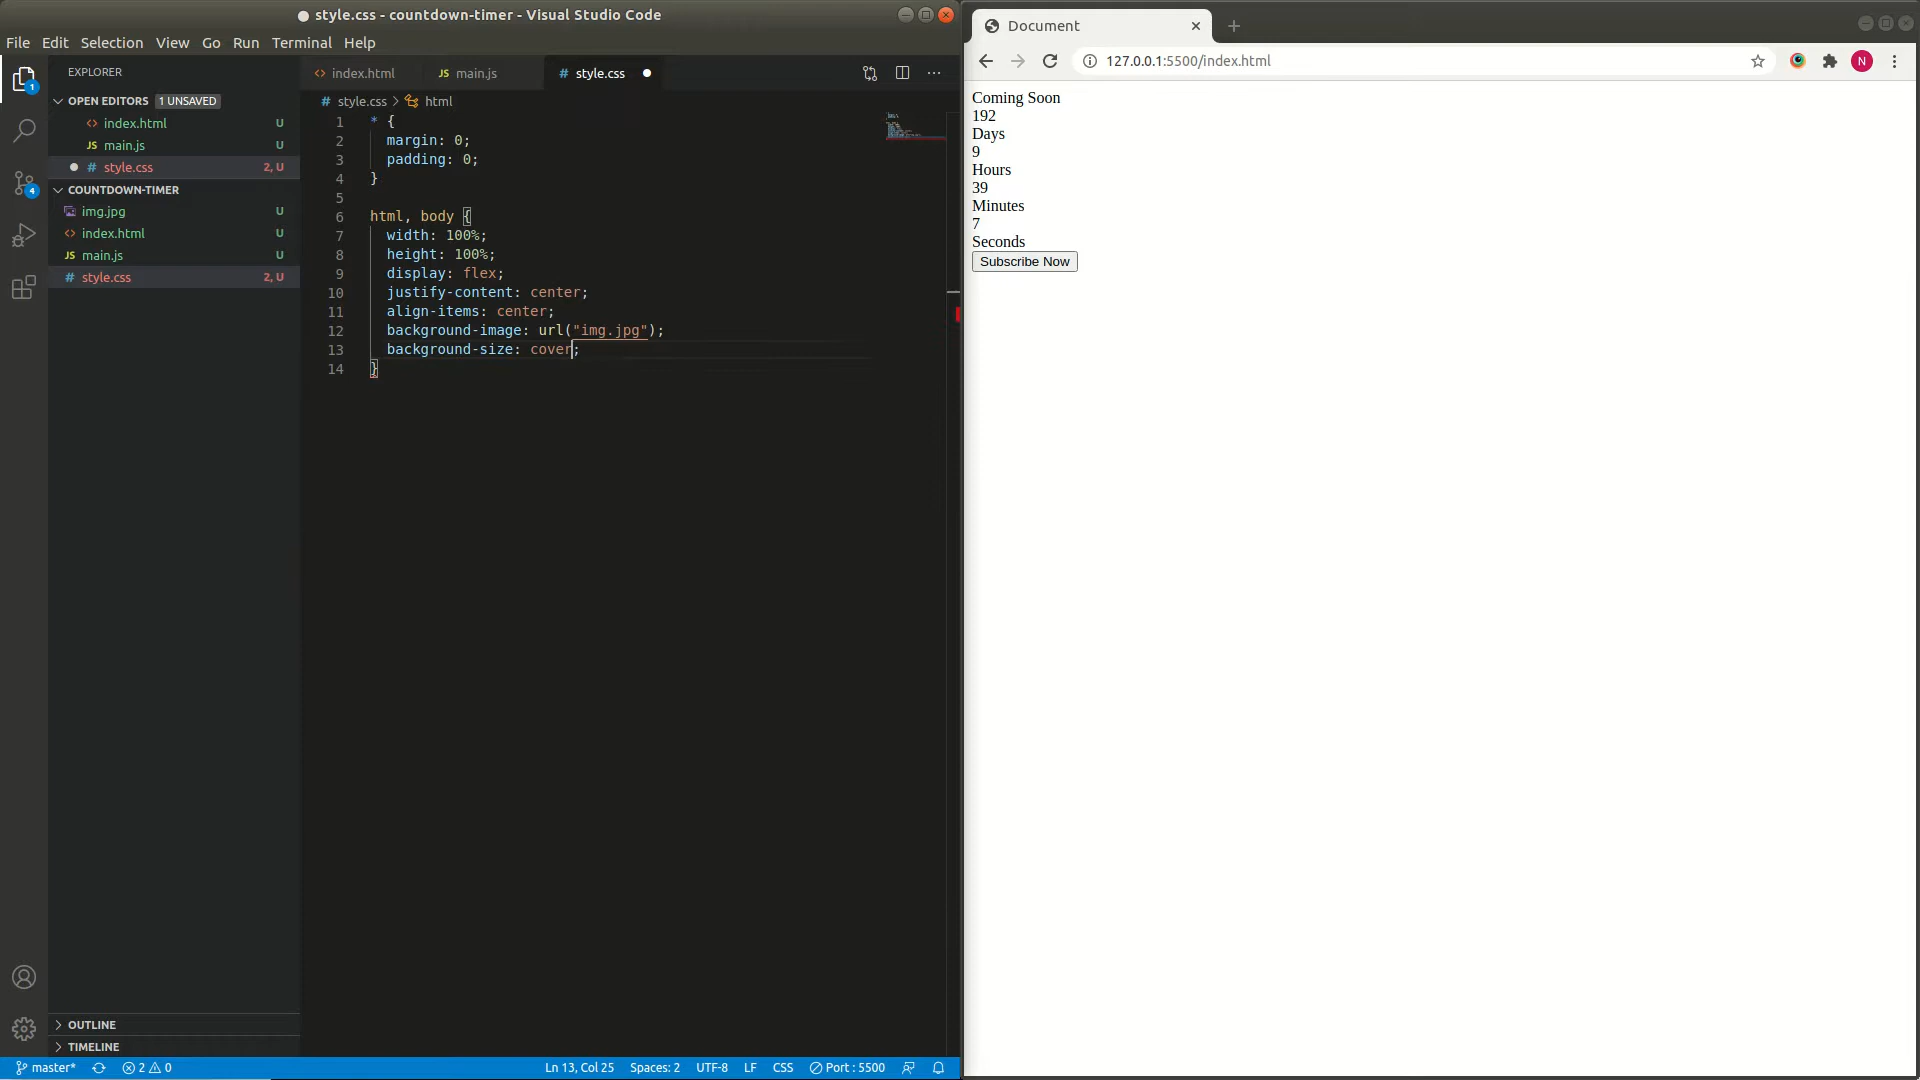 style.css - countdown-timer - Visual Studio Code
File Edit Selection View Go Run Terminal Help
EXPLORER
OPEN EDITORS 1 UNSAVED
index.html U
JS main.js U
# style.css 2, U
COUNTDOWN-TIMER
img.jpg U
index.html U
JS main.js U
# style.css 2, U
OUTLINE
TIMELINE
1
4
index.html JS main.js # style.css
# style.css > html
1 * {
2 margin: 0;
3 padding: 0;
4 }
5
6 html, body {
7 width: 100%;
8 height: 100%;
9 display: flex;
10 justify-content: center;
11 align-items: center;
12 background-image: url("img.jpg");
13 background-size: cover;
14 }
master* 2 0 Ln 13, Col 25 Spaces: 2 UTF-8 LF CSS Port : 5500
Document
127.0.0.1:5500/index.html N
Coming Soon
192
Days
9
Hours
39
Minutes
7
Seconds
Subscribe Now